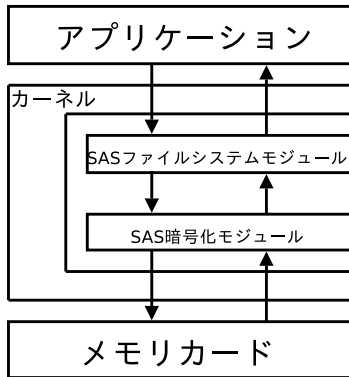 アプリケーション
カーネル
SASファイルシステムモジュール
SAS暗号化モジュール
メモリカード